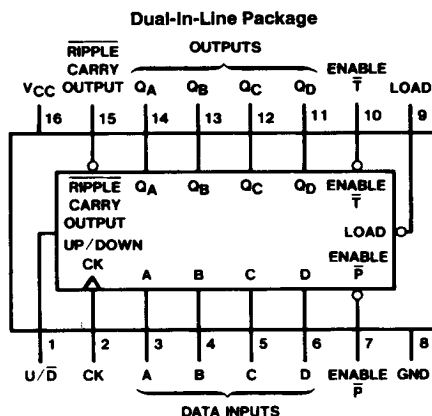 Dual-In-Line Package
RIPPLE
CARRY
OUTPUT
OUTPUTS
ENABLE
VCC
QA
QB
QC
QD
T̅
LOAD
16
15
14
13
12
11
10
9
RIPPLE
CARRY
OUTPUT
QA
QB
QC
QD
ENABLE
T̅
LOAD
UP/DOWN
CK
A
B
C
D
ENABLE
P̅
1
2
3
4
5
6
7
8
U/D̅
CK
A
B
C
D
ENABLE
P̅
GND
DATA INPUTS